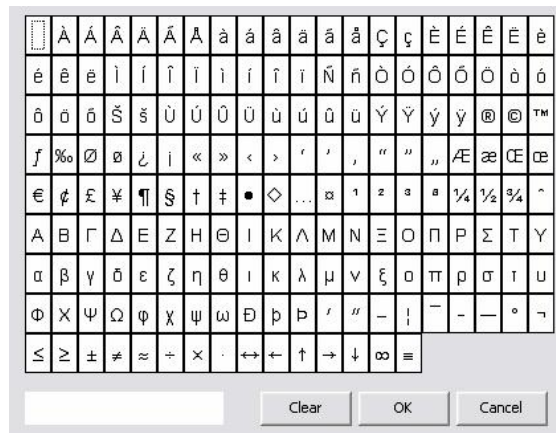 À Á Â Ä Ã Å à á â ä ã å Ç ç È É Ê Ë è
é ê ë Ì Í Î Ï ì í î ï Ñ ñ Ò Ó Ô Õ Ö ò ó
ô ö õ Š š Ù Ú Û Ü ù ú û ü Ý Ÿ ý ÿ ® © ™
ƒ ‰ Ø ø ¿ ¡ « » ‹ › ‘ ’ ‚ “ ” „ Æ æ Œ œ
€ ¢ £ ¥ ¶ § † ‡ • ◇ … ¤ ¹ ² ³ ª ¼ ½ ¾ ^
Α Β Γ Δ Ε Ζ Η Θ Ι Κ Λ Μ Ν Ξ Ο Π Ρ Σ Τ Υ
α β γ δ ε ζ η θ ι κ λ μ ν ξ ο π ρ σ τ υ
Φ Χ Ψ Ω φ χ ψ ω Ð þ Þ ′ ″ – ¦ ¯ - — ° ¬
≤ ≥ ± ≠ ≈ ÷ × · ↔ ← ↑ → ↓ ∞ ≡
Clear OK Cancel